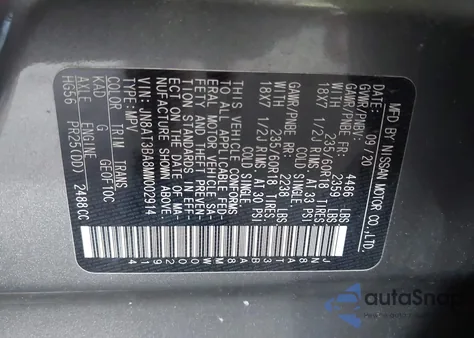 MFD BY NISSAN MOTOR CO.,LTD
09/20
GVWR/PNBV: 4486 LBS
GAWR/PNBE FR: 2359 LBS
WITH 235/60R18 TIRES
18X7 1/2J RIMS
AT 33 PSI COLD SINGLE
GAWR/PNBE RR: 2238 LBS
WITH 235/60R18 TIRES
18X7 1/2J RIMS
AT 30 PSI COLD SINGLE
THIS VEHICLE CONFORMS
TO ALL APPLICABLE FED-
ERAL MOTOR VEHICLE SA-
FETY AND THEFT PREVEN-
TION STANDARDS IN EFF-
ECT ON THE DATE OF MA-
NUFACTURE SHOWN ABOVE.
VIN: JN8AT3BA8MW002914
TYPE: MPV
COLOR TRIM TRANS
KAD G GE0F10C
AXLE ENGINE
HG56 PR25(DD) 2488CC
JN8AT3BA8MW002914
autoSnap